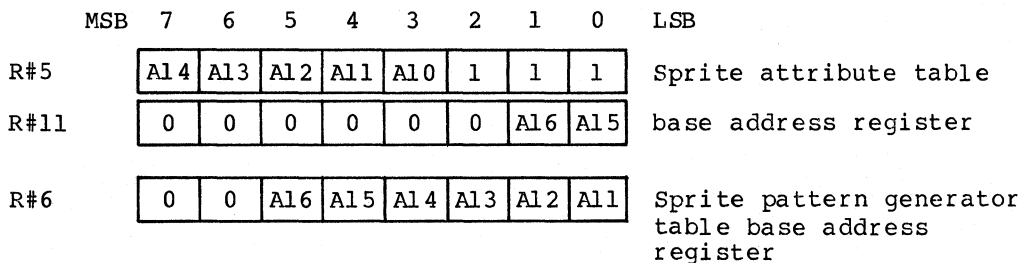 MSB 7 6 5 4 3 2 1 0 LSB
R#5 A14 A13 A12 A11 A10 1 1 1 Sprite attribute table
R#11 0 0 0 0 0 0 A16 A15 base address register
R#6 0 0 A16 A15 A14 A13 A12 A11 Sprite pattern generator
table base address
register